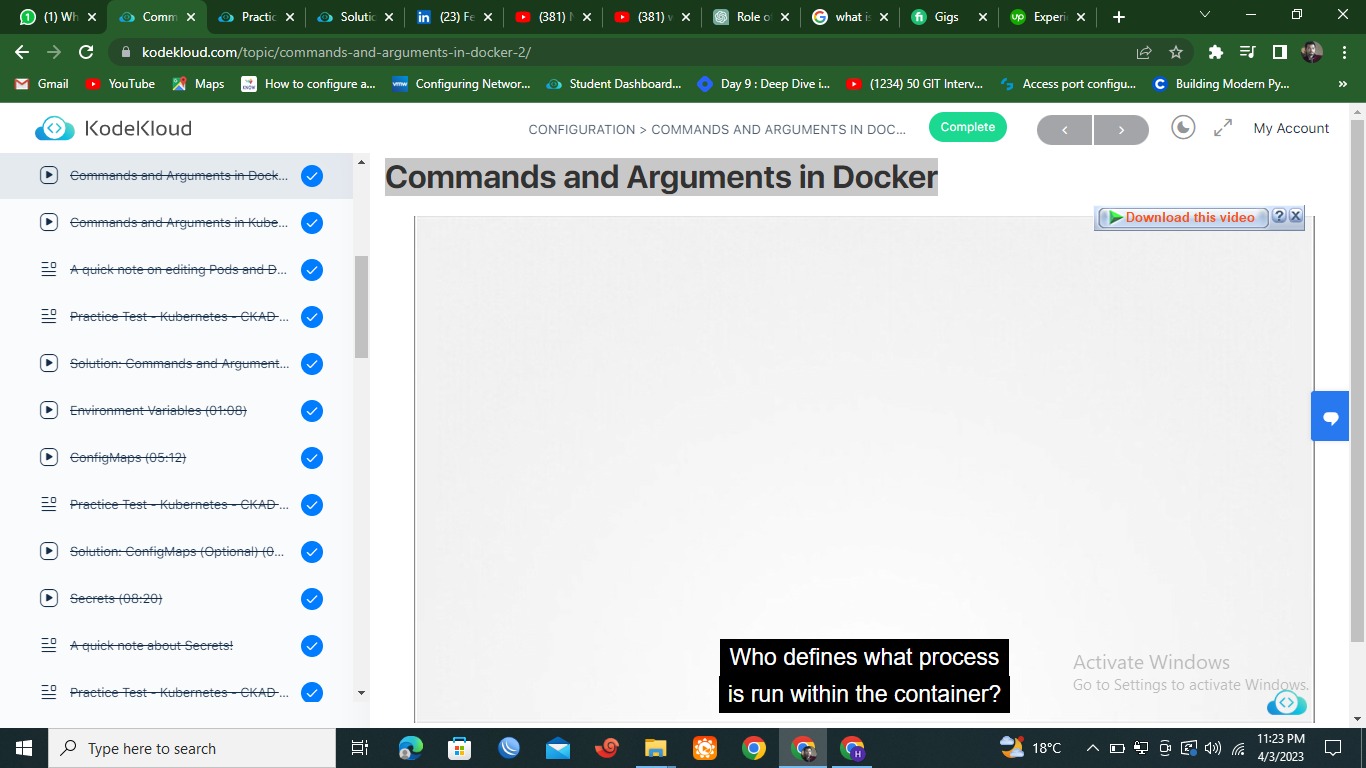 (1) Wh
Comm
Practic
Solutic
(23) Fe
(381)
(381)
Role o
what is
Gigs
Experi
kodekloud.com/topic/commands-and-arguments-in-docker-2/
Gmail
YouTube
Maps
How to configure a...
Configuring Networ...
Student Dashboard...
Day 9 : Deep Dive i...
(1234) 50 GIT Interv...
Access port configu...
Building Modern Py...
»
KodeKloud
CONFIGURATION > COMMANDS AND ARGUMENTS IN DOC...
Complete
My Account
Commands and Arguments in Dock...
Commands and Arguments in Kube...
A quick note on editing Pods and D...
Practice Test - Kubernetes - CKAD ...
Solution: Commands and Argument...
Environment Variables (01:08)
ConfigMaps (05:12)
Practice Test - Kubernetes - CKAD ...
Solution: ConfigMaps (Optional) (0...
Secrets (08:20)
A quick note about Secrets!
Practice Test - Kubernetes - CKAD ...
Commands and Arguments in Docker
Download this video
Who defines what process
is run within the container?
Activate Windows
Go to Settings to activate Windows.
Type here to search
18°C
11:23 PM
4/3/2023